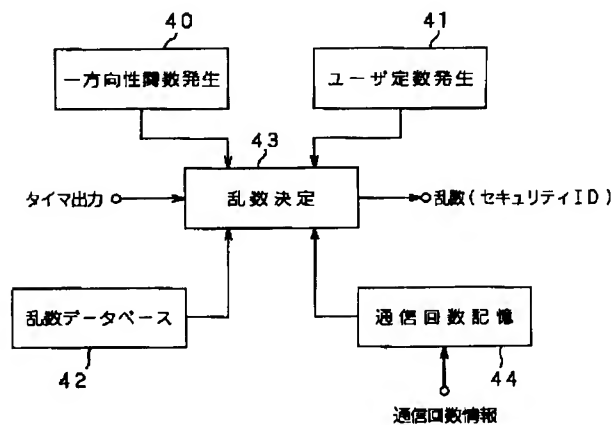 40
41
一方向性関数発生
ユーザ定数発生
43
タイマ出力
乱数決定
乱数(セキュリティID)
乱数データベース
通信回数記憶
42
44
通信回数情報